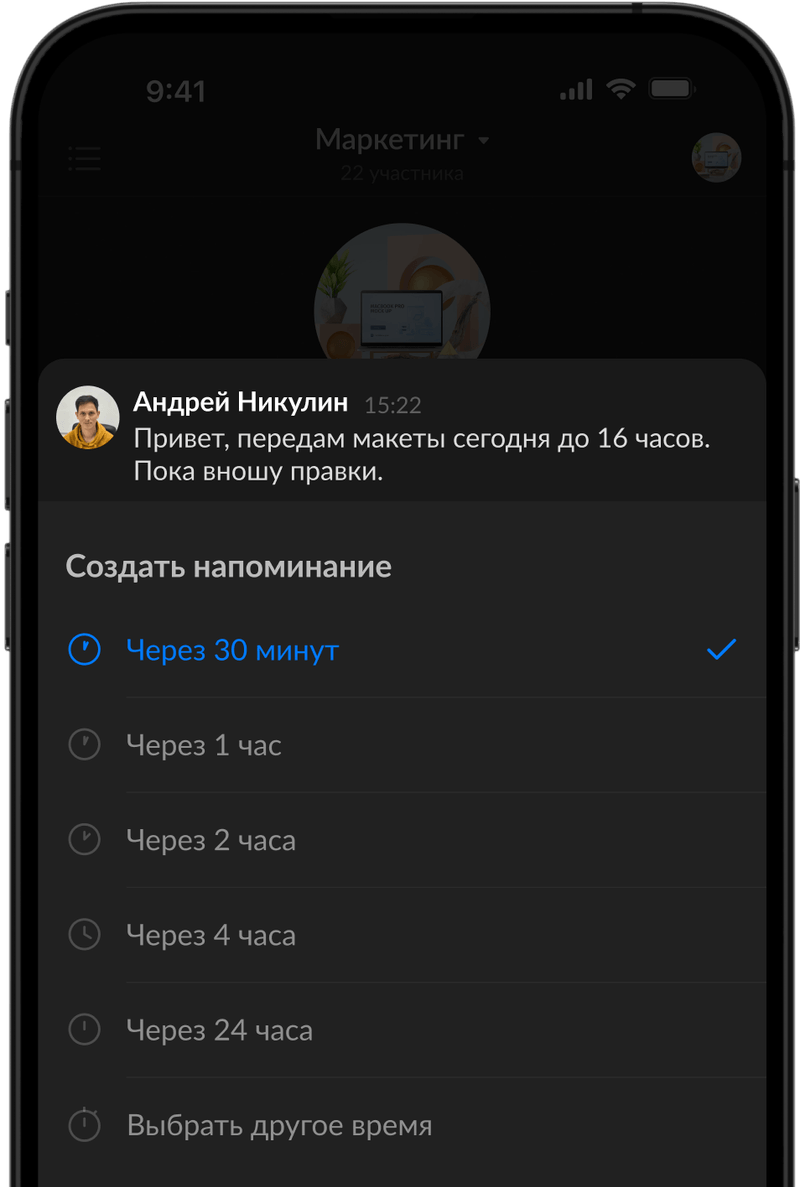 9:41
Маркетинг
22 участника
Андрей Никулин 15:22
Привет, передам макеты сегодня до 16 часов.
Пока вношу правки.
Создать напоминание
Через 30 минут
Через 1 час
Через 2 часа
Через 4 часа
Через 24 часа
Выбрать другое время